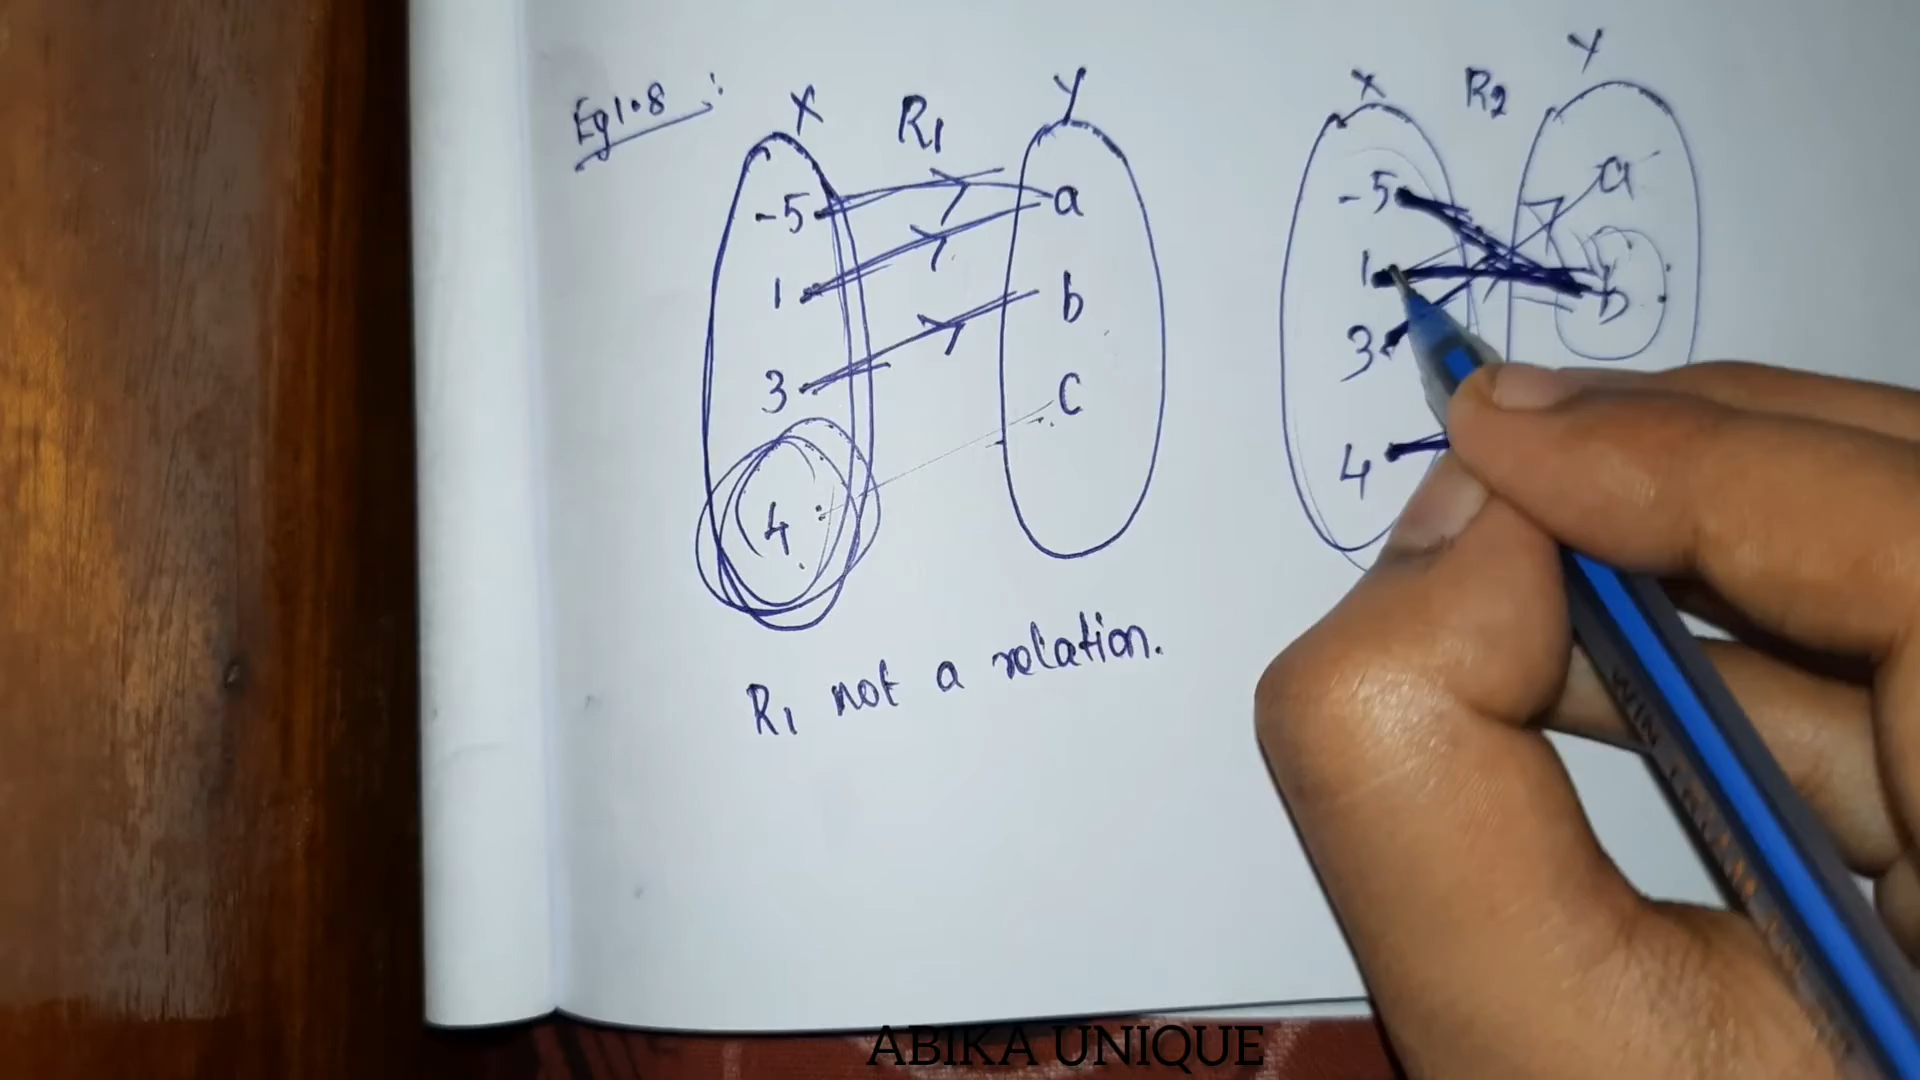 Eg 1.8 :
X R1 Y
-5 a
1 b
3 c
4
R1 not a relation.
X R2 Y
-5 a
1 b
3
4
ABIKA UNIQUE